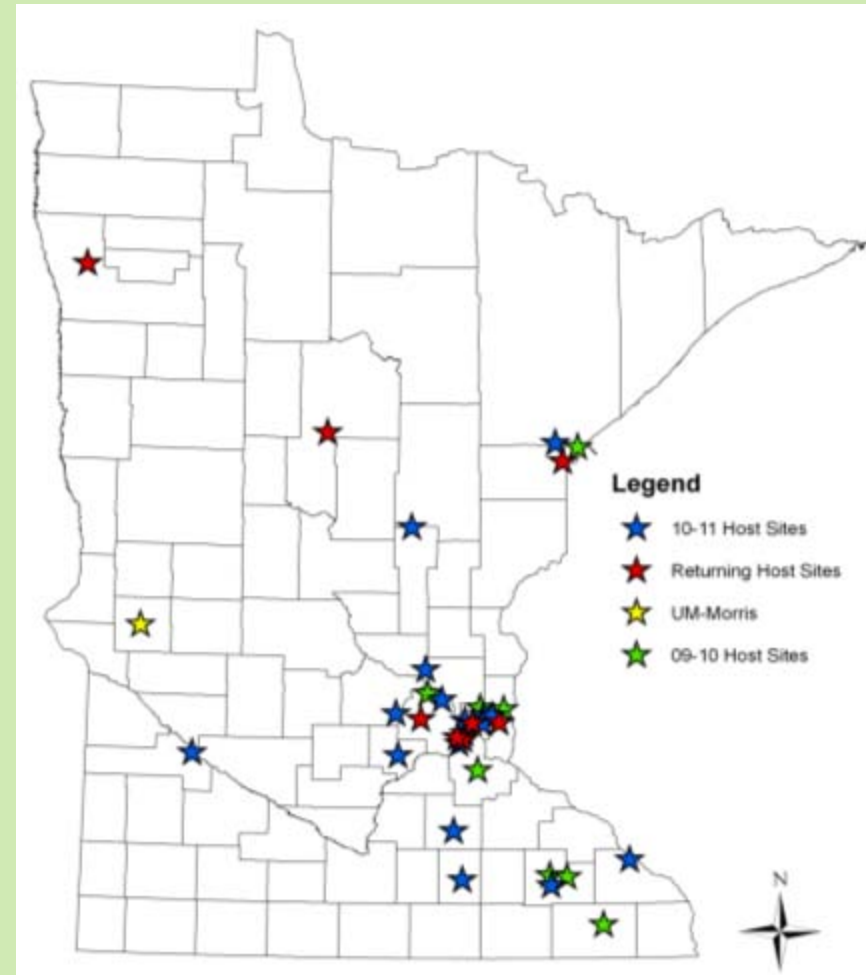 Legend
10-11 Host Sites
Returning Host Sites
UM-Morris
09-10 Host Sites
N